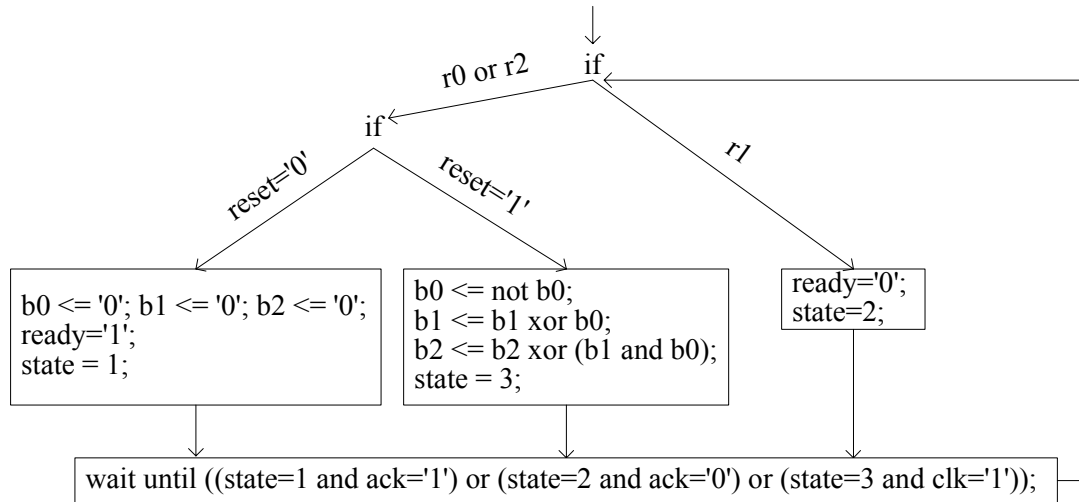 if
r0 or r2
if
r1
reset='0'
reset='1'
b0 <= '0'; b1 <= '0'; b2 <= '0';
ready='1';
state = 1;
b0 <= not b0;
b1 <= b1 xor b0;
b2 <= b2 xor (b1 and b0);
state = 3;
ready='0';
state=2;
wait until ((state=1 and ack='1') or (state=2 and ack='0') or (state=3 and clk='1'));